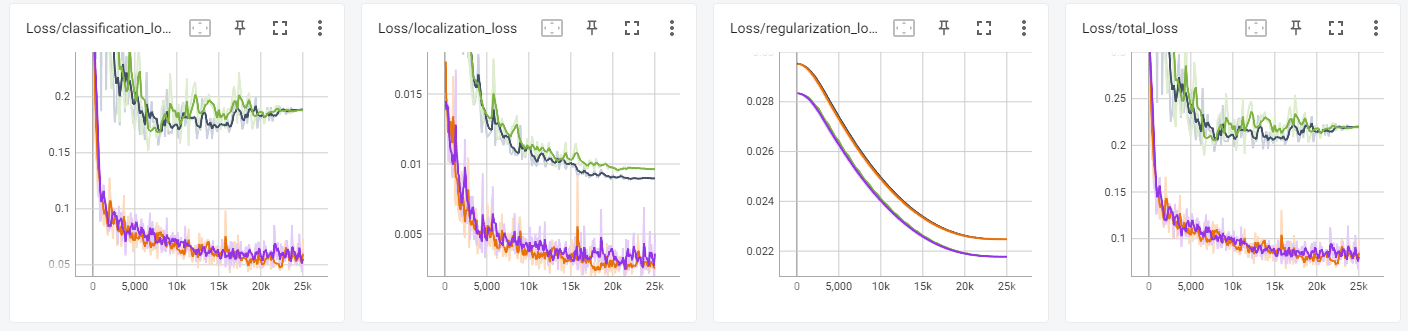 Loss/classification_lo...
0.2
0.15
0.1
0.05
0 5,000 10k 15k 20k 25k
Loss/localization_loss
0.015
0.01
0.005
0 5,000 10k 15k 20k 25k
Loss/regularization_lo...
0.028
0.026
0.024
0.022
0 5,000 10k 15k 20k 25k
Loss/total_loss
0.25
0.2
0.15
0.1
0 5,000 10k 15k 20k 25k